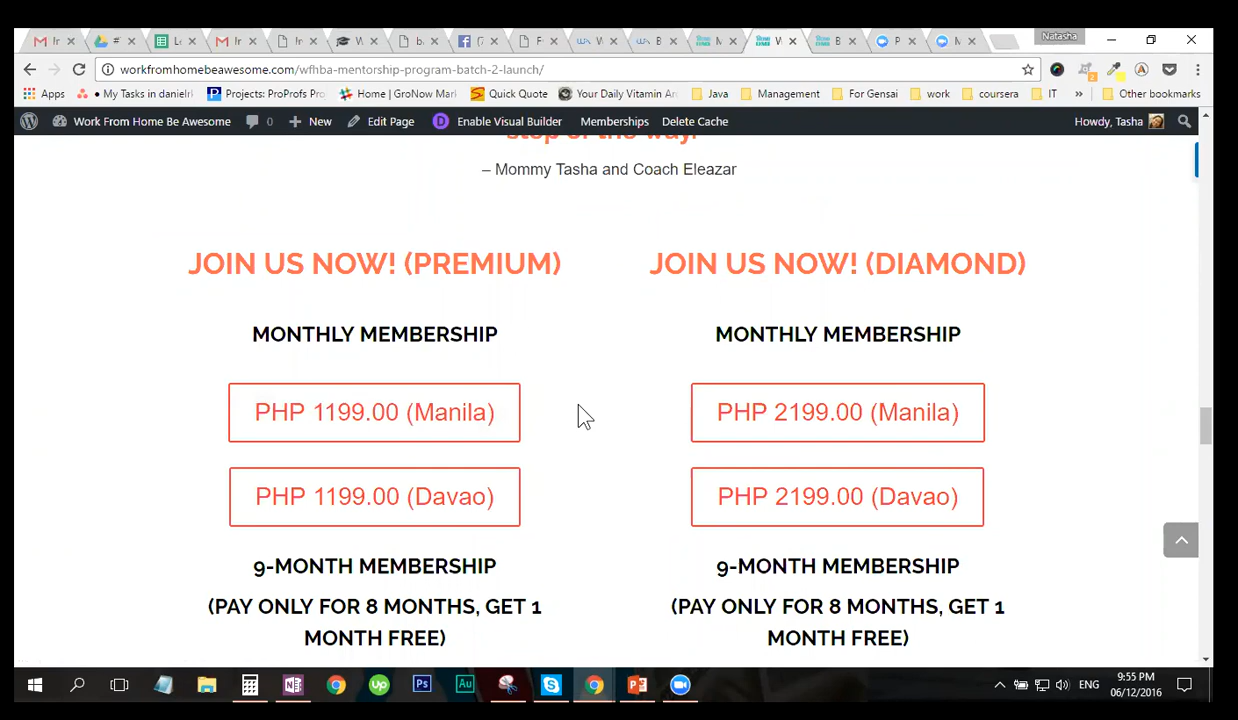 Natasha
workfromhomebeawesome.com/wfhba-mentorship-program-batch-2-launch/
Apps
My Tasks in danielr
Projects: ProProfs Pro
Home | GroNow Mark
Quick Quote
Your Daily Vitamin An
Java
Management
For Gensai
work
coursera
IT
»
Other bookmarks
Work From Home Be Awesome
0
New
Edit Page
Enable Visual Builder
Memberships
Delete Cache
Howdy, Tasha
– Mommy Tasha and Coach Eleazar
JOIN US NOW! (PREMIUM)
MONTHLY MEMBERSHIP
PHP 1199.00 (Manila)
PHP 1199.00 (Davao)
9-MONTH MEMBERSHIP
(PAY ONLY FOR 8 MONTHS, GET 1
MONTH FREE)
JOIN US NOW! (DIAMOND)
MONTHLY MEMBERSHIP
PHP 2199.00 (Manila)
PHP 2199.00 (Davao)
9-MONTH MEMBERSHIP
(PAY ONLY FOR 8 MONTHS, GET 1
MONTH FREE)
ENG
9:55 PM
06/12/2016